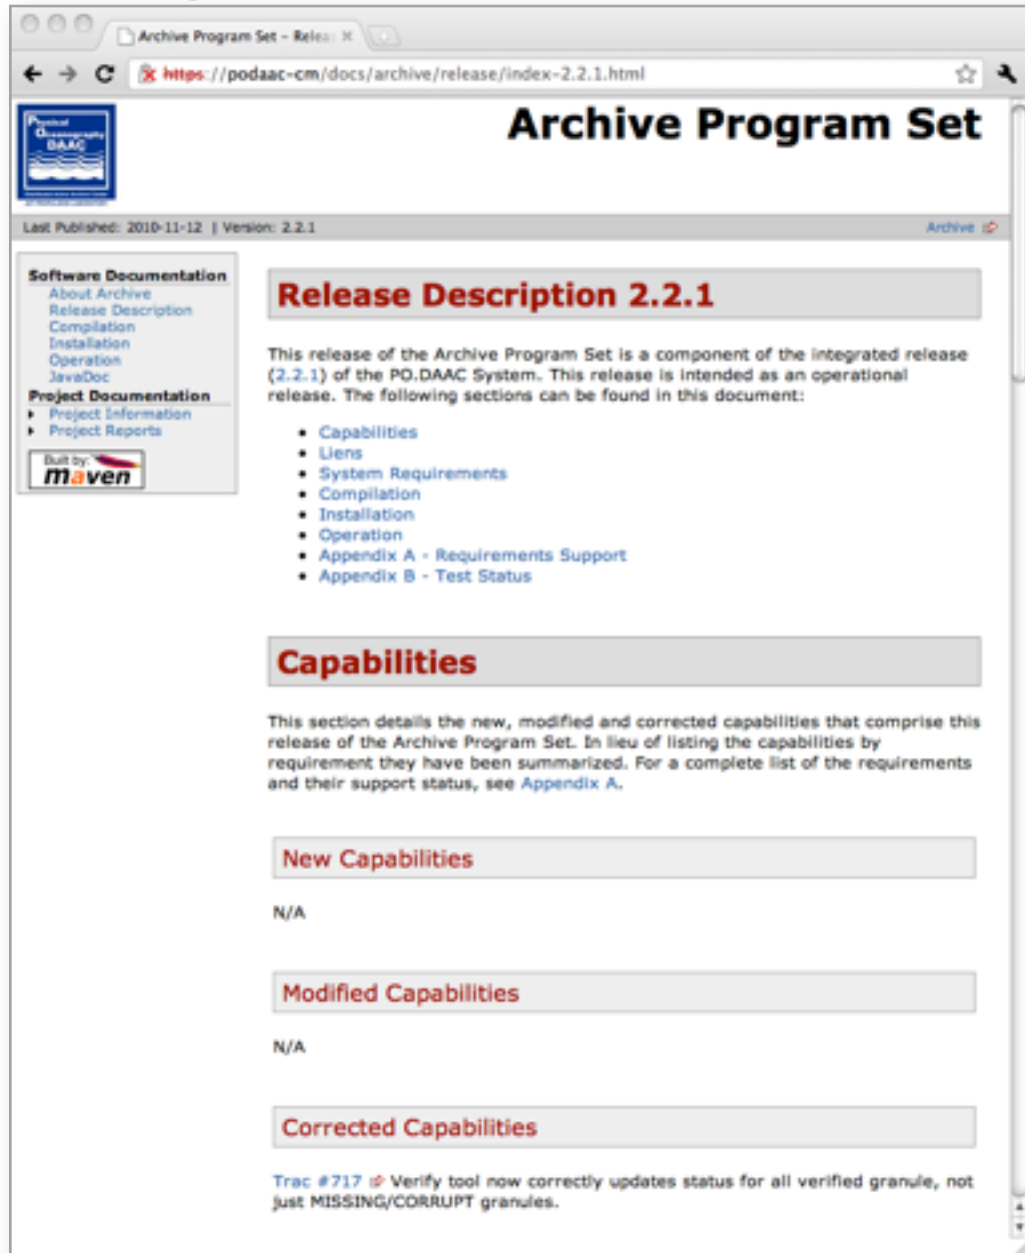 Archive Program Set - Relea
https://podaac-cm/docs/archive/release/index-2.2.1.html
Physical
Oceanography
DAAC
Archive Program Set
Last Published: 2010-11-12 | Version: 2.2.1
Archive
Software Documentation
About Archive
Release Description
Compilation
Installation
Operation
JavaDoc
Project Documentation
Project Information
Project Reports
Built by:
maven
Release Description 2.2.1
This release of the Archive Program Set is a component of the integrated release
(2.2.1) of the PO.DAAC System. This release is intended as an operational
release. The following sections can be found in this document:
• Capabilities
• Liens
• System Requirements
• Compilation
• Installation
• Operation
• Appendix A - Requirements Support
• Appendix B - Test Status
Capabilities
This section details the new, modified and corrected capabilities that comprise this
release of the Archive Program Set. In lieu of listing the capabilities by
requirement they have been summarized. For a complete list of the requirements
and their support status, see Appendix A.
New Capabilities
N/A
Modified Capabilities
N/A
Corrected Capabilities
Trac #717 Verify tool now correctly updates status for all verified granule, not
just MISSING/CORRUPT granules.